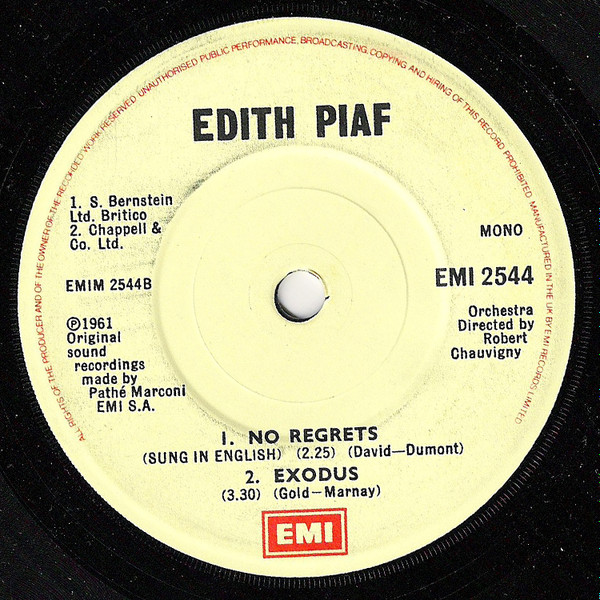 ALL RIGHTS OF THE PRODUCER AND OF THE OWNER OF THE RECORDED WORK RESERVED. UNAUTHORISED PUBLIC PERFORMANCE, BROADCASTING, COPYING AND HIRING OF THIS RECORD PROHIBITED. MANUFACTURED IN THE UK BY EMI RECORDS LIMITED
EDITH PIAF
1. S. Bernstein
Ltd. Britico
2. Chappell &
Co. Ltd.
MONO
EMIM 2544B
EMI 2544
℗1961
Original
sound
recordings
made by
Pathé Marconi
EMI S.A.
Orchestra
Directed by
Robert
Chauvigny
1. NO REGRETS
(SUNG IN ENGLISH) (2.25) (David—Dumont)
2. EXODUS
(3.30) (Gold—Marnay)
EMI